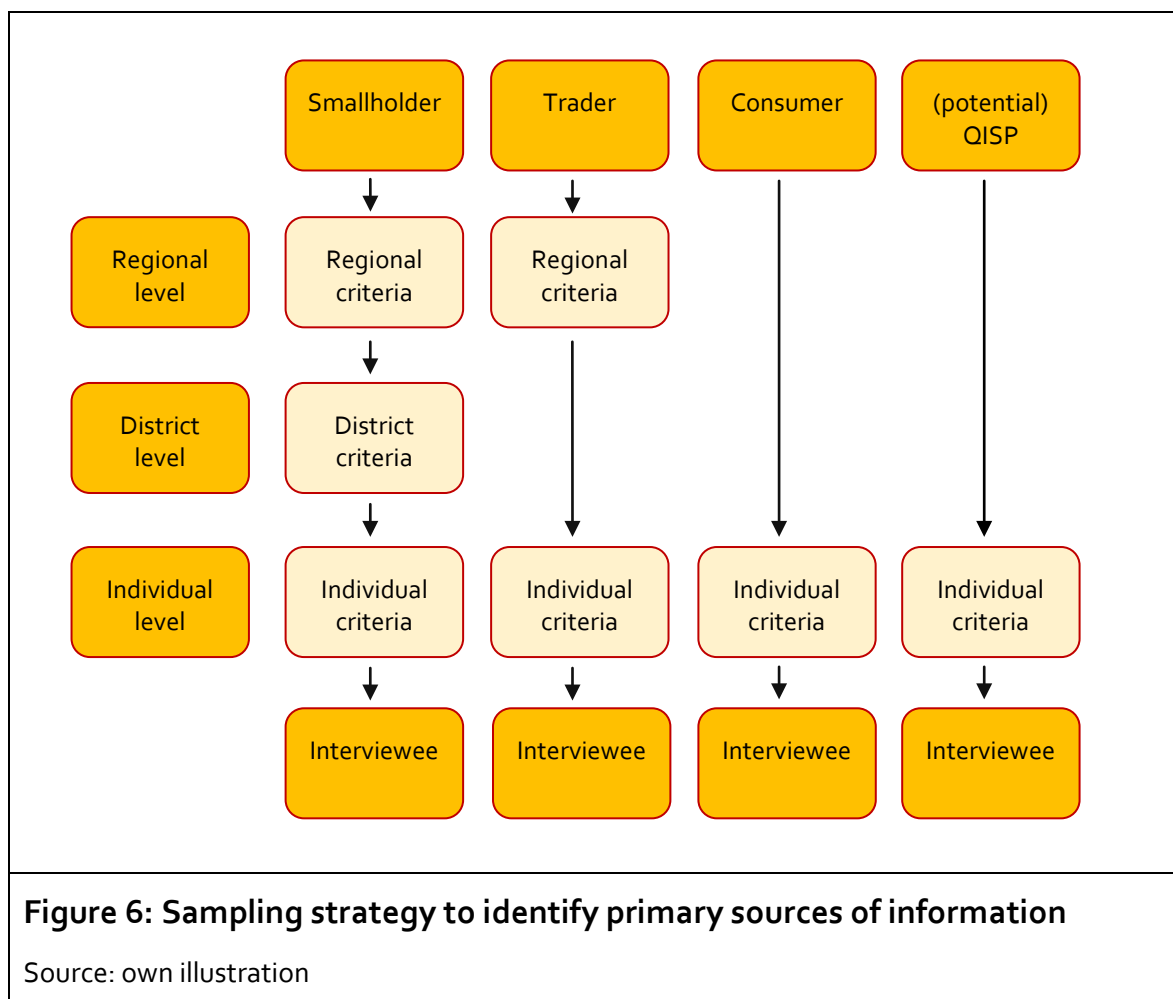 Smallholder
Trader
Consumer
(potential)
QISP
Regional
level
Regional
criteria
Regional
criteria
District
level
District
criteria
Individual
level
Individual
criteria
Individual
criteria
Individual
criteria
Individual
criteria
Interviewee
Interviewee
Interviewee
Interviewee
Figure 6: Sampling strategy to identify primary sources of information
Source: own illustration